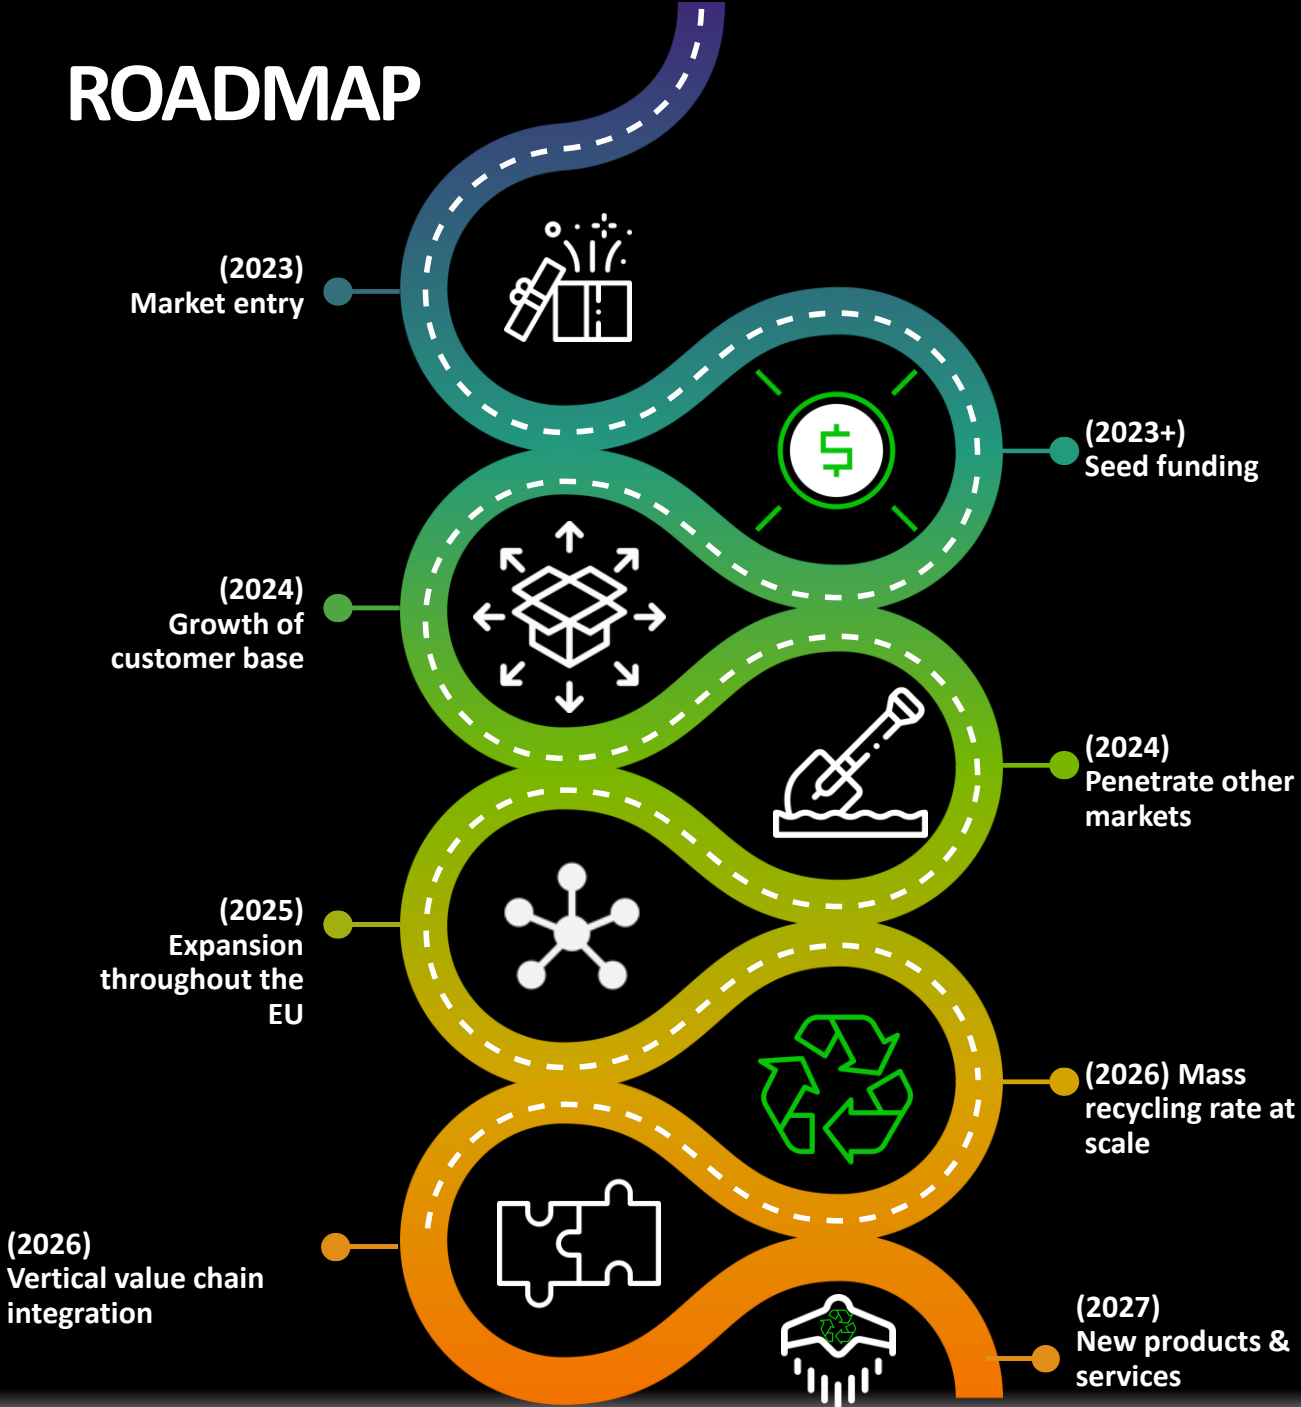 ROADMAP
(2023)
Market entry
$
(2023+)
Seed funding
(2024)
Growth of
customer base
(2024)
Penetrate other
markets
(2025)
Expansion
throughout the
EU
(2026) Mass
recycling rate at
scale
(2026)
Vertical value chain
integration
(2027)
New products &
services